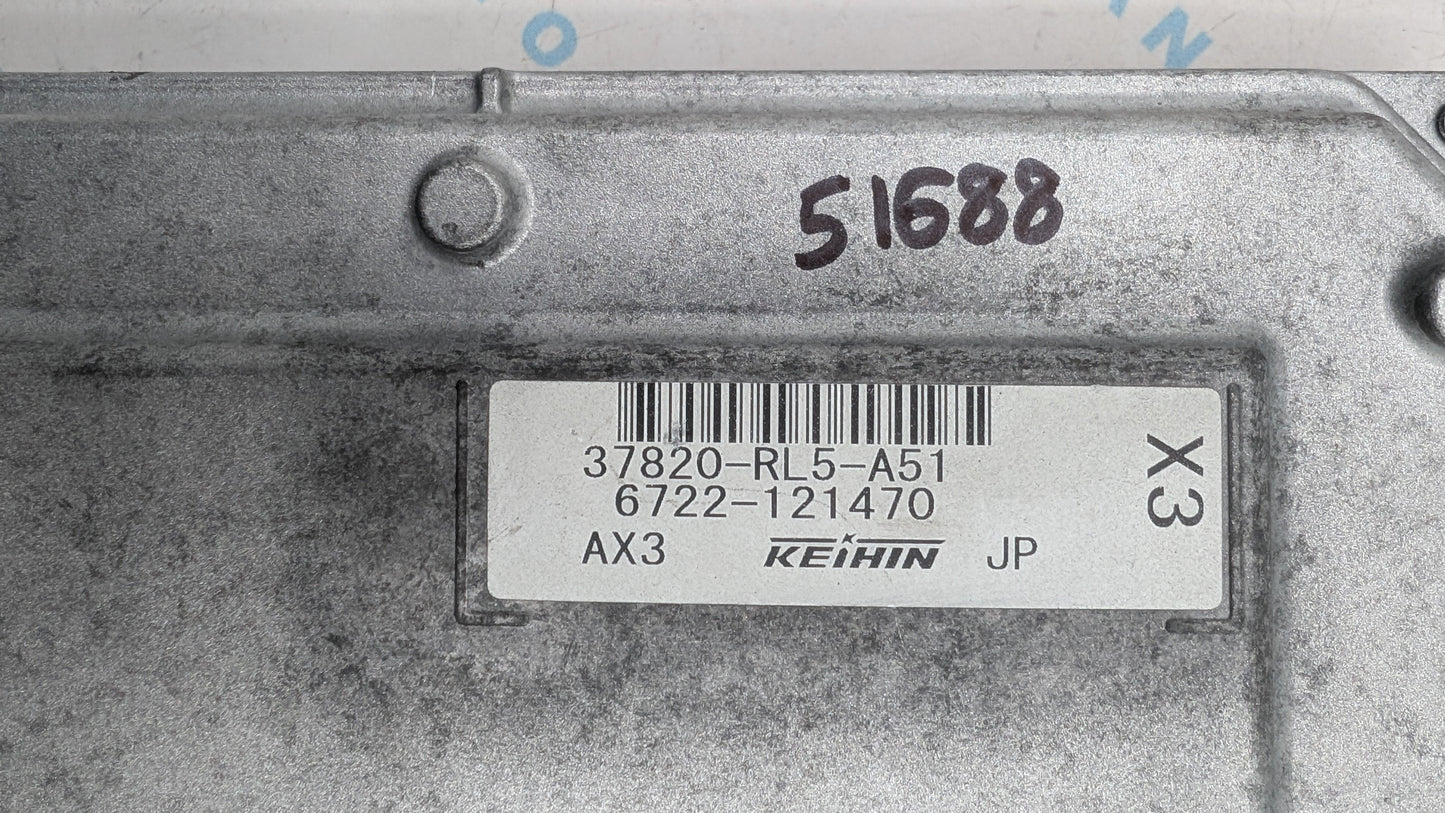 51688
37820-RL5-A51
6722-121470
AX3 KEIHIN JP
X3